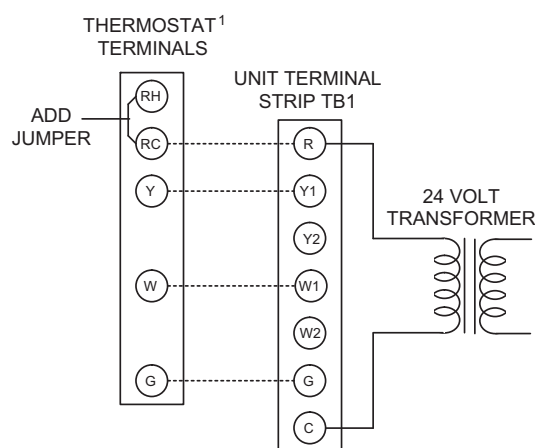 THERMOSTAT¹
TERMINALS
UNIT TERMINAL
STRIP TB1
ADD
JUMPER
24 VOLT
TRANSFORMER
RH
RC
R
Y
Y1
Y2
W
W1
W2
G
G
C